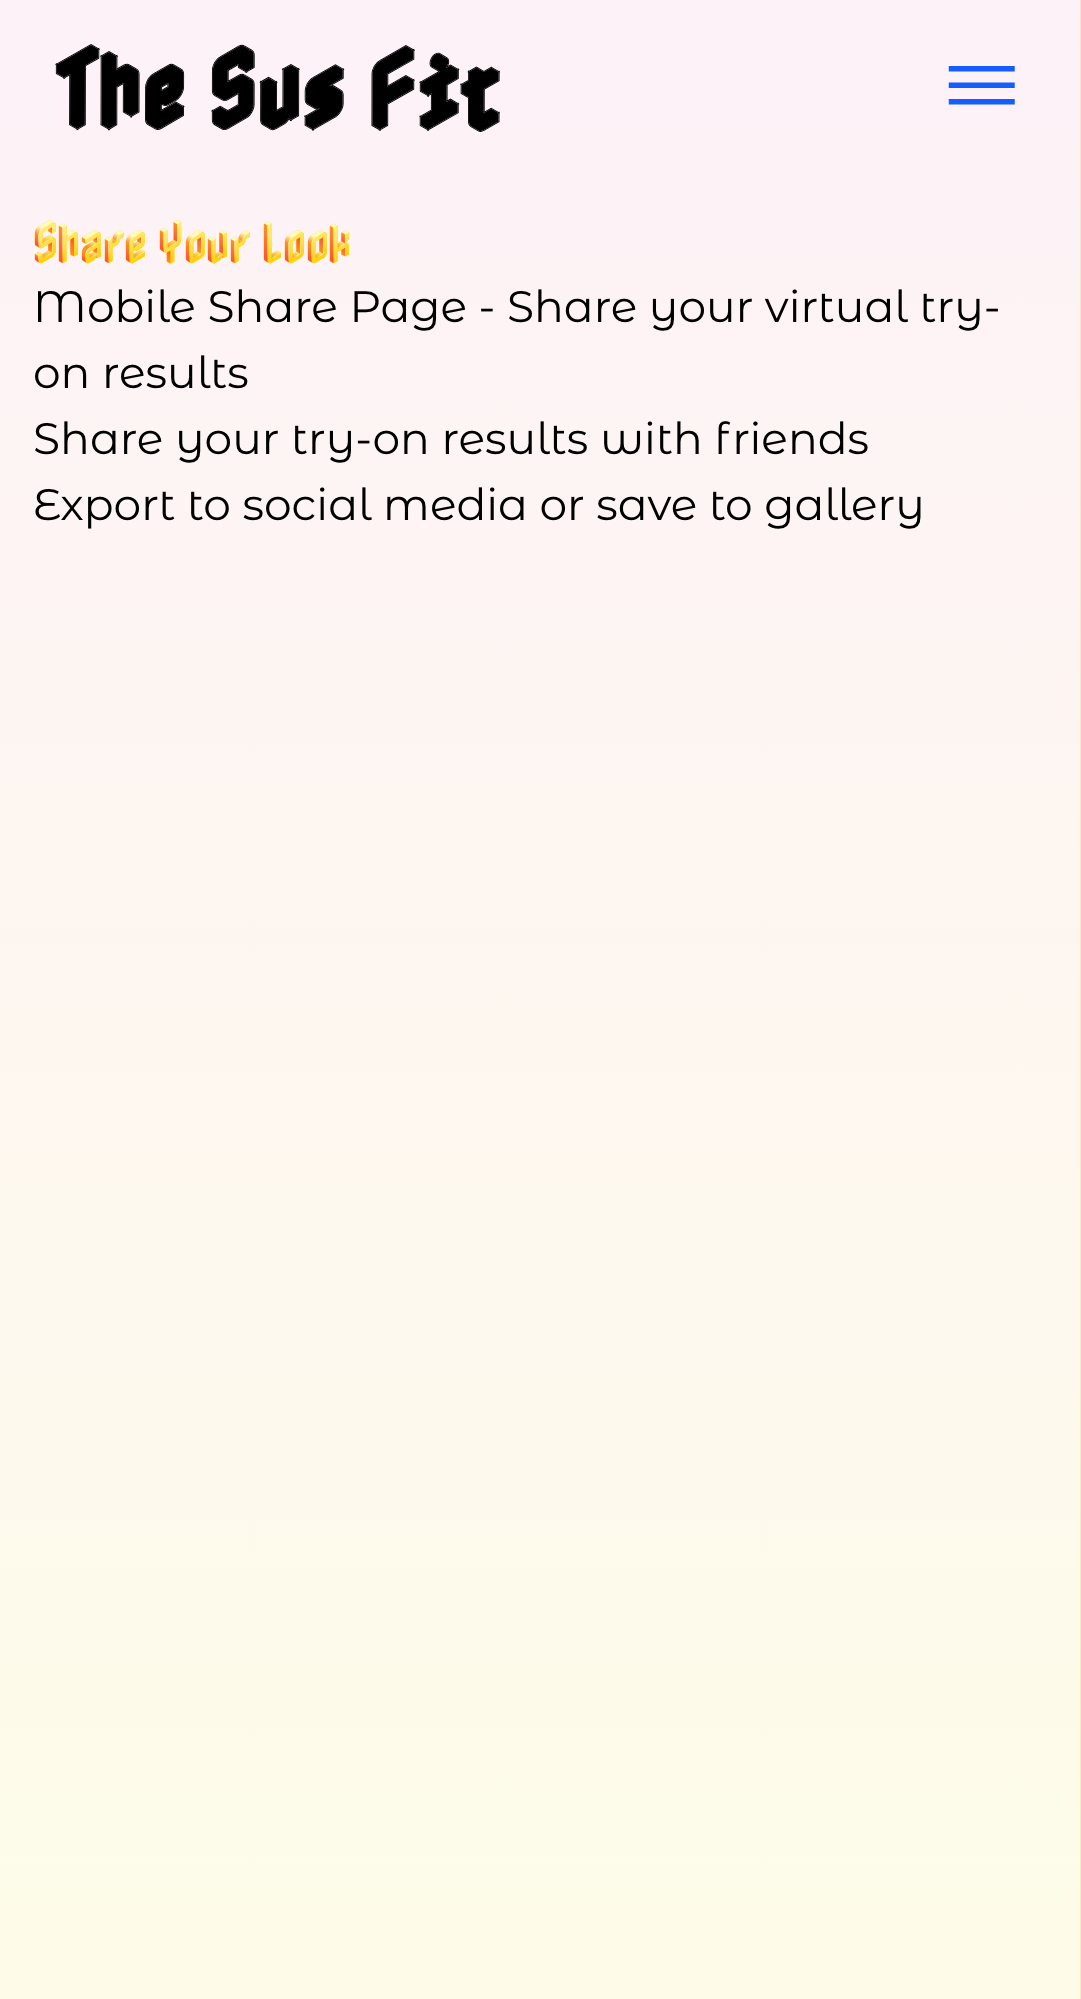 The Sus Fit
Share Your Look
Mobile Share Page - Share your virtual try-
on results
Share your try-on results with friends
Export to social media or save to gallery